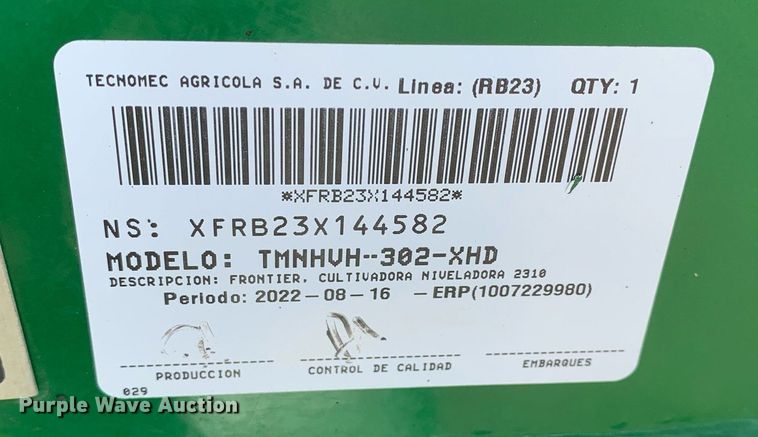 TECNOMEC AGRICOLA S.A. DE C.V. Linea: (RB23) QTY: 1
*XFRB23X144582*
NS: XFRB23X144582
MODELO: TMNHVH-302-XHD
DESCRIPCION: FRONTIER, CULTIVADORA NIVELADORA 2310
Periodo: 2022-08-16 -ERP(1007229980)
PRODUCCION CONTROL DE CALIDAD EMBARQUES
029
Purple Wave Auction